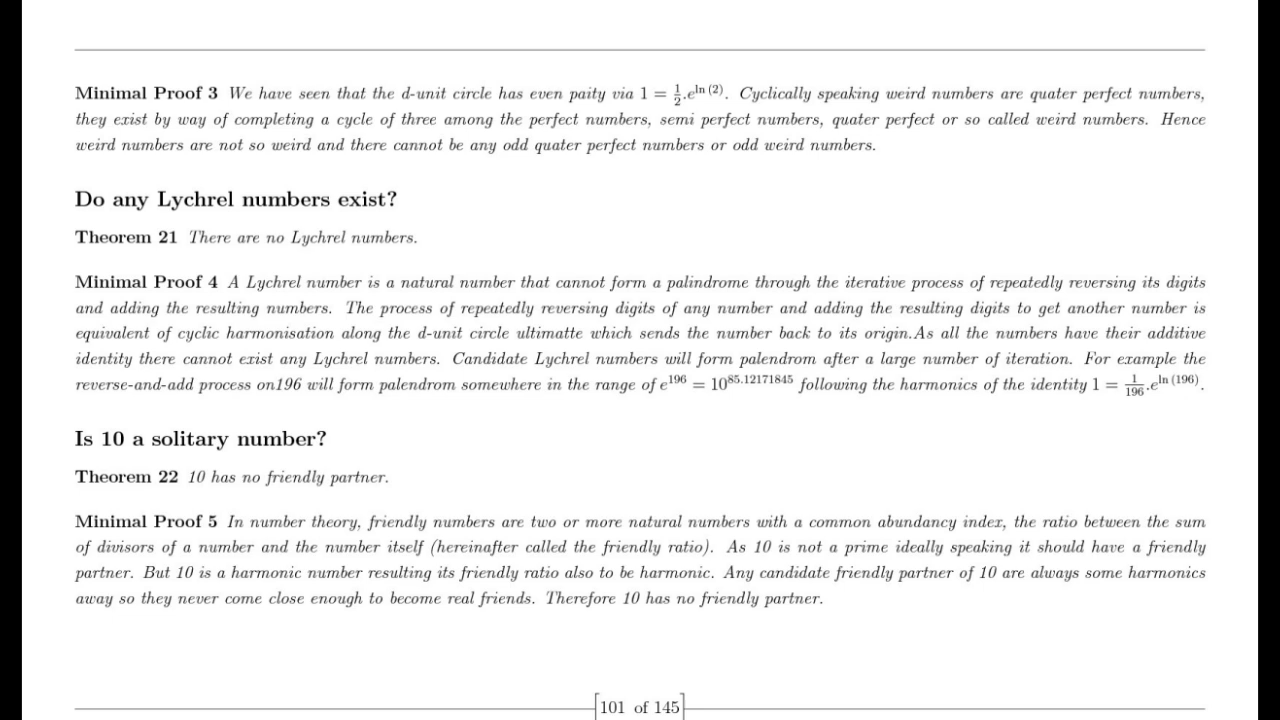 Minimal Proof 3 We have seen that the d-unit circle has even paity via 1 = ½.e^ln (2). Cyclically speaking weird numbers are quater perfect numbers,
they exist by way of completing a cycle of three among the perfect numbers, semi perfect numbers, quater perfect or so called weird numbers. Hence
weird numbers are not so weird and there cannot be any odd quater perfect numbers or odd weird numbers.
Do any Lychrel numbers exist?
Theorem 21 There are no Lychrel numbers.
Minimal Proof 4 A Lychrel number is a natural number that cannot form a palindrome through the iterative process of repeatedly reversing its digits
and adding the resulting numbers. The process of repeatedly reversing digits of any number and adding the resulting digits to get another number is
equivalent of cyclic harmonisation along the d-unit circle ultimatte which sends the number back to its origin.As all the numbers have their additive
identity there cannot exist any Lychrel numbers. Candidate Lychrel numbers will form palendrom after a large number of iteration. For example the
reverse-and-add process on196 will form palendrom somewhere in the range of e^196 = 10^85.12171845 following the harmonics of the identity 1 = 1/196.e^ln (196).
Is 10 a solitary number?
Theorem 22 10 has no friendly partner.
Minimal Proof 5 In number theory, friendly numbers are two or more natural numbers with a common abundancy index, the ratio between the sum
of divisors of a number and the number itself (hereinafter called the friendly ratio). As 10 is not a prime ideally speaking it should have a friendly
partner. But 10 is a harmonic number resulting its friendly ratio also to be harmonic. Any candidate friendly partner of 10 are always some harmonics
away so they never come close enough to become real friends. Therefore 10 has no friendly partner.
[101 of 145]